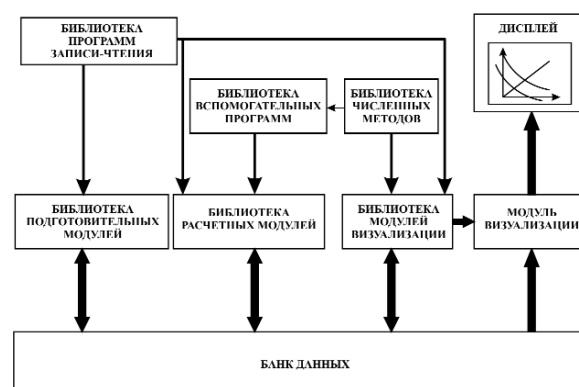 БИБЛИОТЕКА
ПРОГРАММ
ЗАПИСИ-ЧТЕНИЯ
ДИСПЛЕЙ
БИБЛИОТЕКА
ВСПОМОГАТЕЛЬНЫХ
ПРОГРАММ
БИБЛИОТЕКА
ЧИСЛЕННЫХ
МЕТОДОВ
БИБЛИОТЕКА
ПОДГОТОВИТЕЛЬНЫХ
МОДУЛЕЙ
БИБЛИОТЕКА
РАСЧЕТНЫХ МОДУЛЕЙ
БИБЛИОТЕКА
МОДУЛЕЙ
ВИЗУАЛИЗАЦИИ
МОДУЛЬ
ВИЗУАЛИЗАЦИИ
БАНК ДАННЫХ